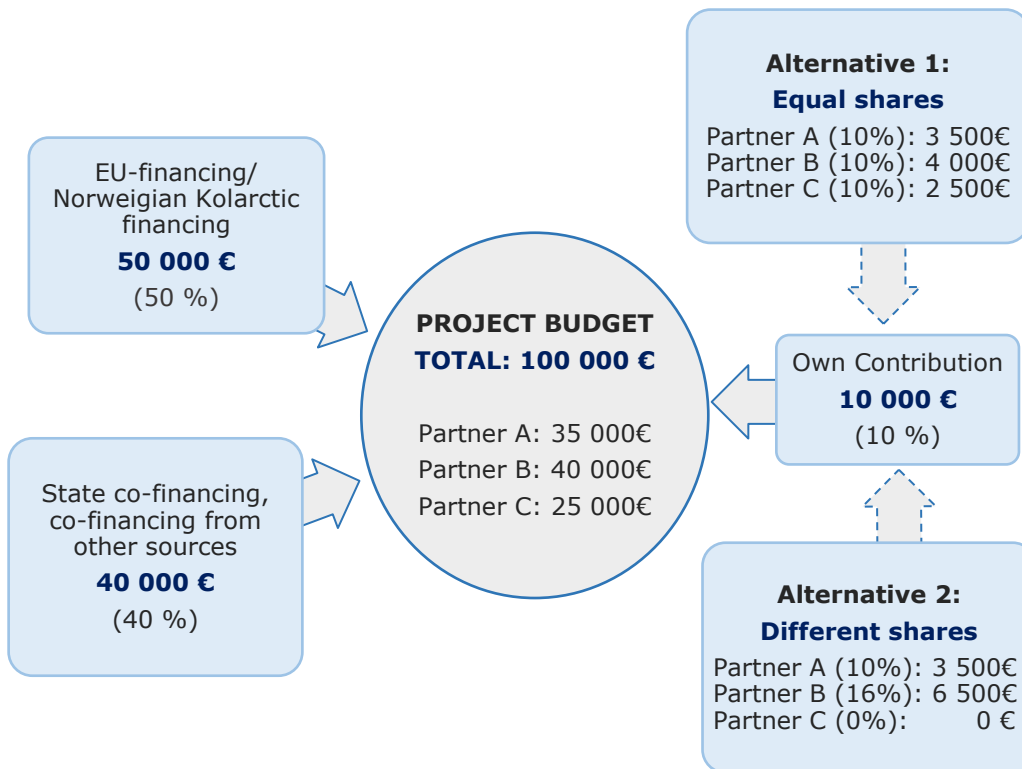 EU-financing/
Norweigian Kolarctic
financing
50 000 €
(50 %)
State co-financing,
co-financing from
other sources
40 000 €
(40 %)
PROJECT BUDGET
TOTAL: 100 000 €
Partner A: 35 000€
Partner B: 40 000€
Partner C: 25 000€
Alternative 1:
Equal shares
Partner A (10%): 3 500€
Partner B (10%): 4 000€
Partner C (10%): 2 500€
Own Contribution
10 000 €
(10 %)
Alternative 2:
Different shares
Partner A (10%): 3 500€
Partner B (16%): 6 500€
Partner C (0%): 0 €